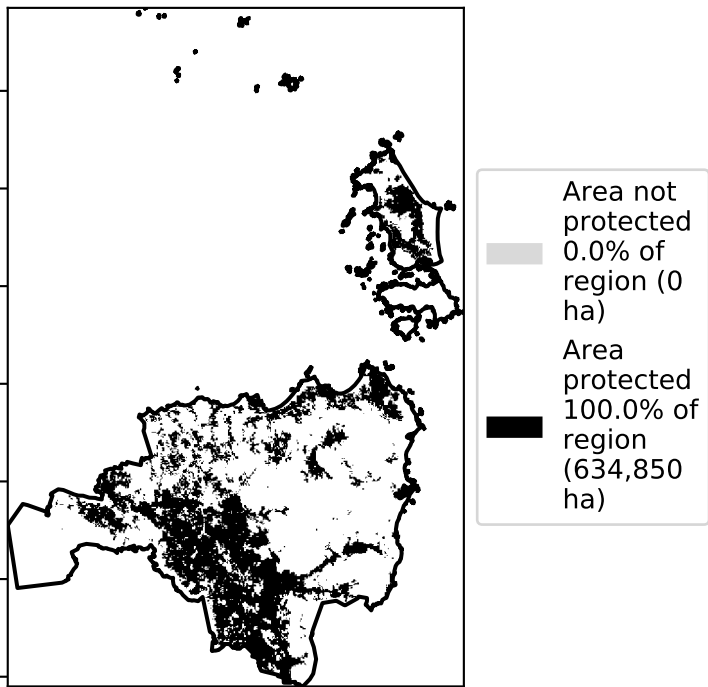 Area not
protected
0.0% of
region (0
ha)
Area
protected
100.0% of
region
(634,850
ha)